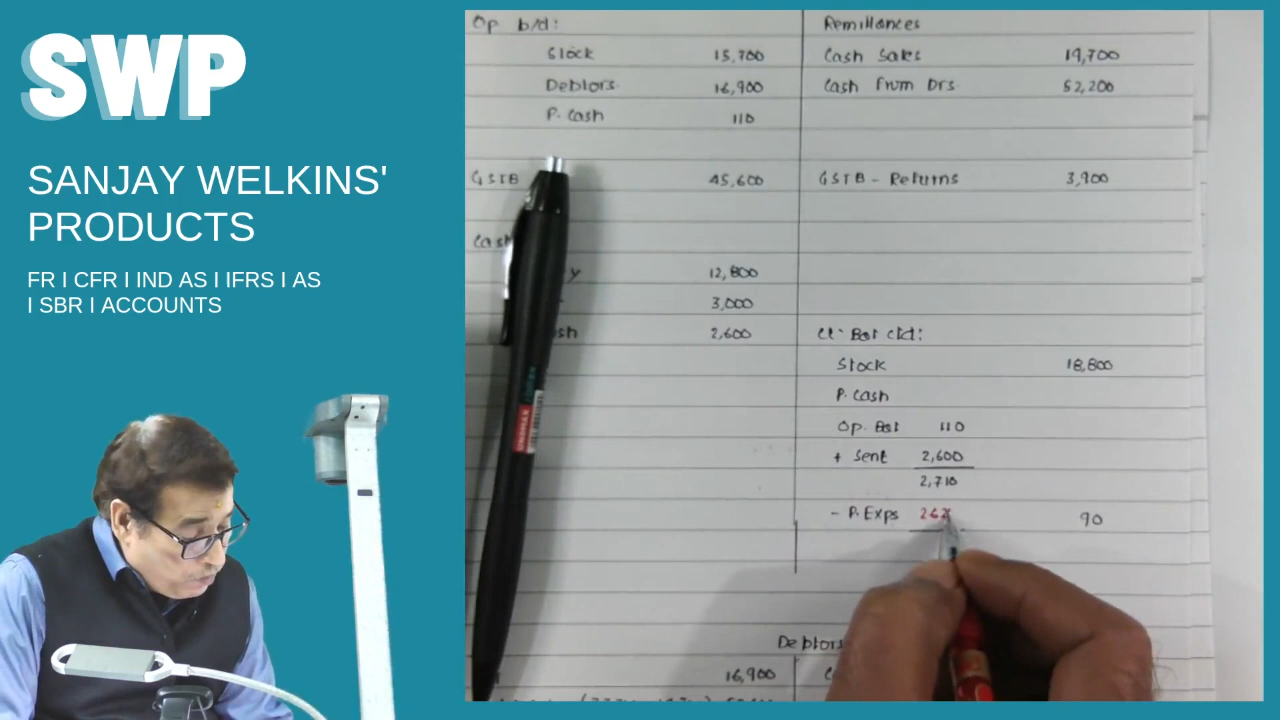 SWP
SANJAY WELKINS'
PRODUCTS
FR I CFR I IND AS I IFRS I AS
I SBR I ACCOUNTS
Op b/d:
Stock 15,700
Debtors 16,900
P. Cash 110
GSTB 45,600
Cash
12,800
3,000
2,600
Remittances
Cash Sales 19,700
Cash from Drs 52,200
GSTB - Returns 3,900
Cl. Bal c/d:
Stock 18,800
P. Cash
Op. Bal 110
+ Sent 2,600
2,710
- P. Exps 90
Debtors
16,900